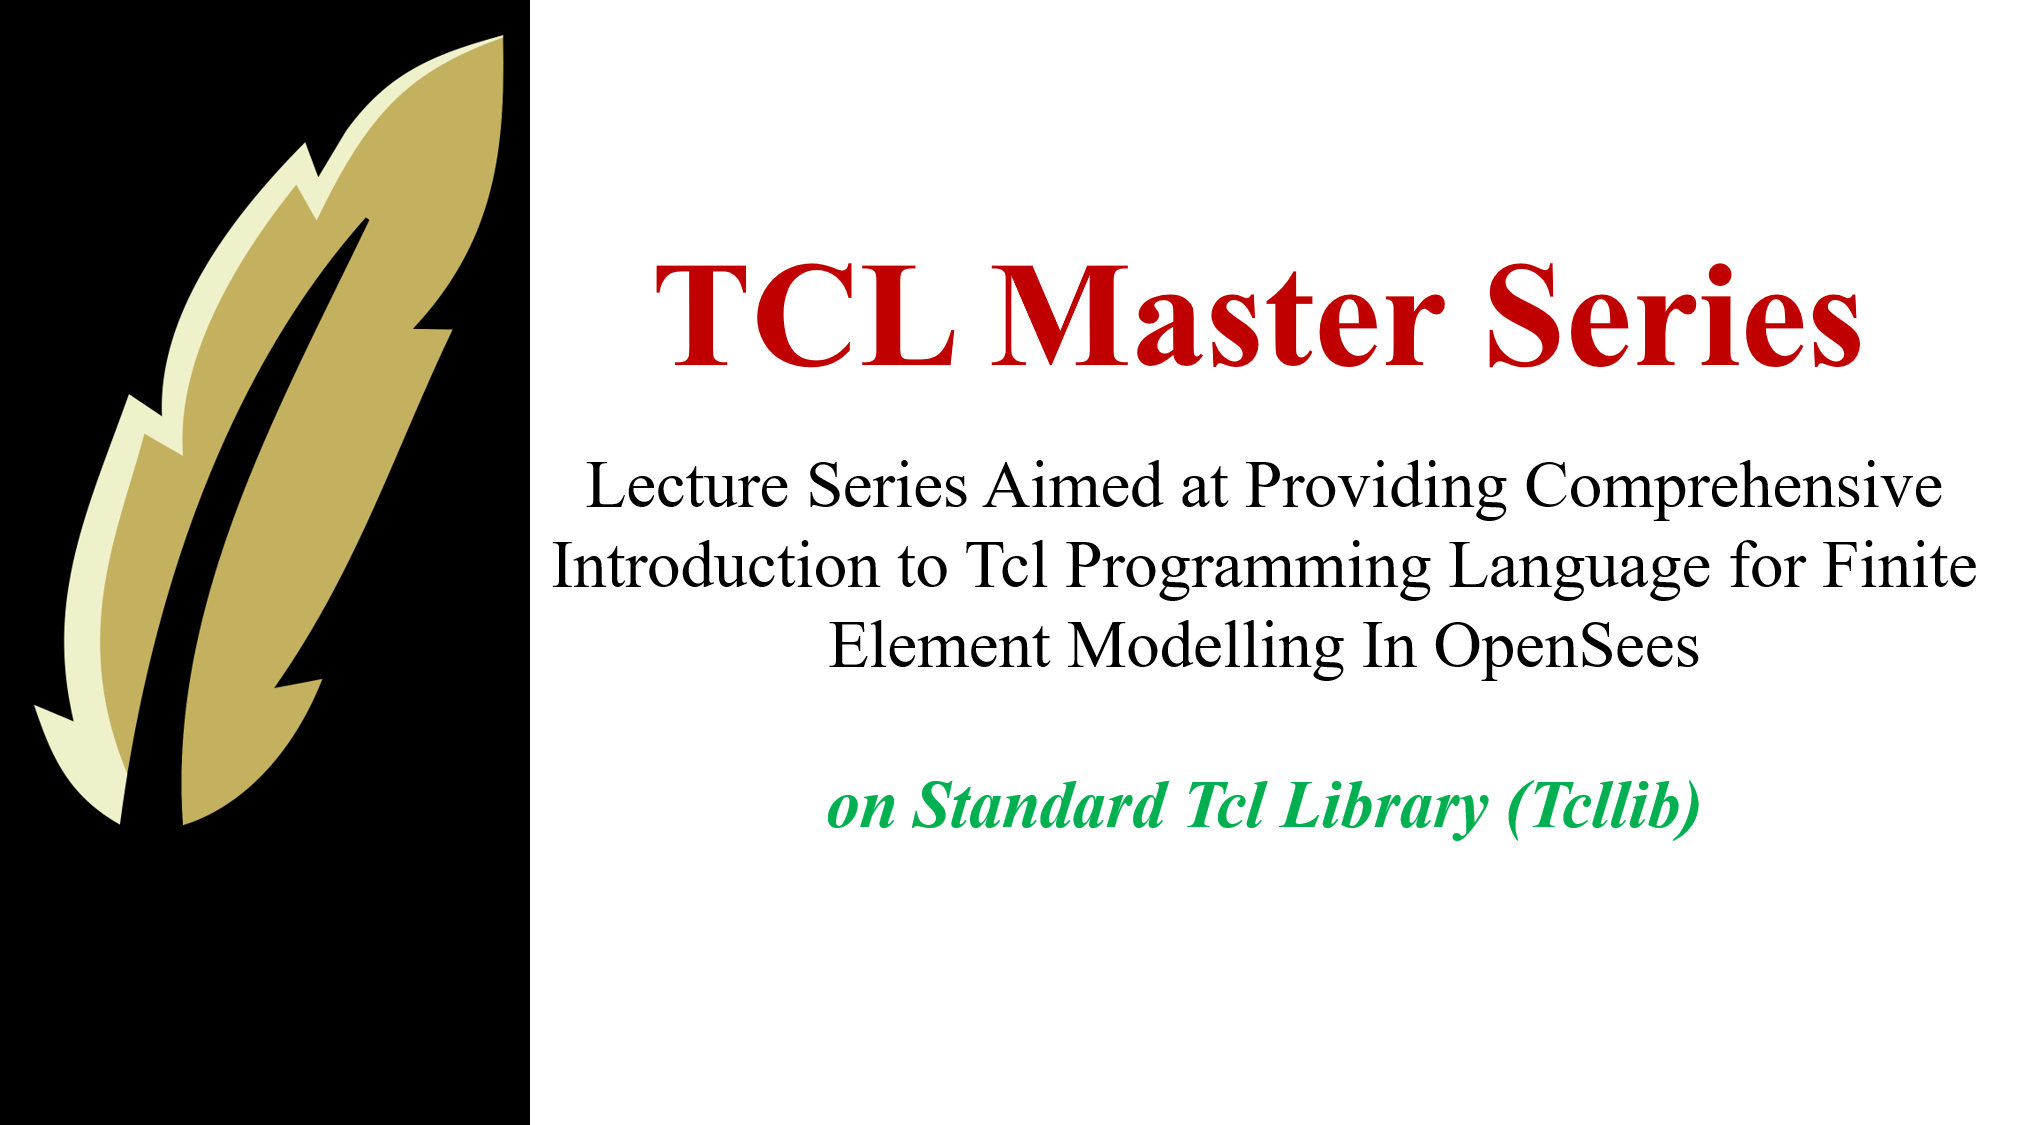 TCL Master Series
Lecture Series Aimed at Providing Comprehensive
Introduction to Tcl Programming Language for Finite
Element Modelling In OpenSees
on Standard Tcl Library (Tcllib)